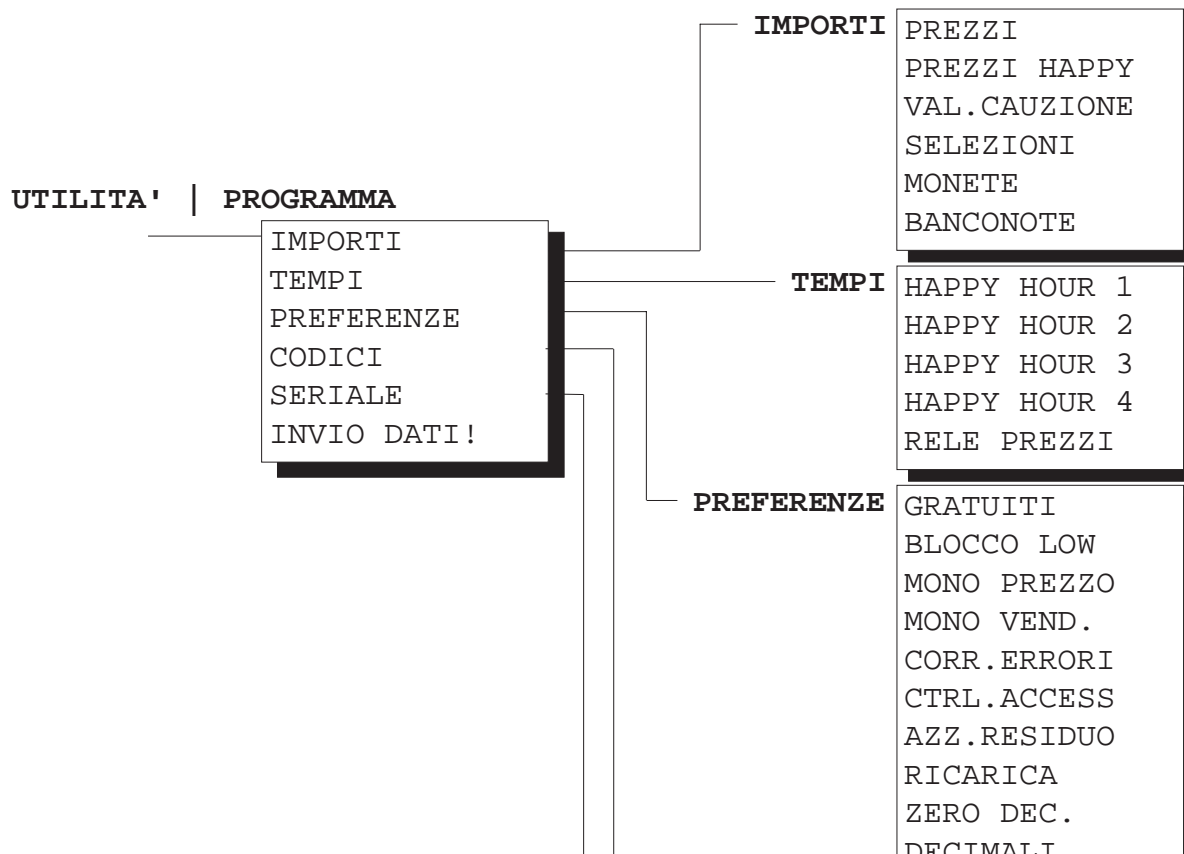 UTILITA' | PROGRAMMA
IMPORTI
TEMPI
PREFERENZE
CODICI
SERIALE
INVIO DATI!
IMPORTI
PREZZI
PREZZI HAPPY
VAL.CAUZIONE
SELEZIONI
MONETE
BANCONOTE
TEMPI
HAPPY HOUR 1
HAPPY HOUR 2
HAPPY HOUR 3
HAPPY HOUR 4
RELE PREZZI
PREFERENZE
GRATUITI
BLOCCO LOW
MONO PREZZO
MONO VEND.
CORR.ERRORI
CTRL.ACCESS
AZZ.RESIDUO
RICARICA
ZERO DEC.
DECIMALI